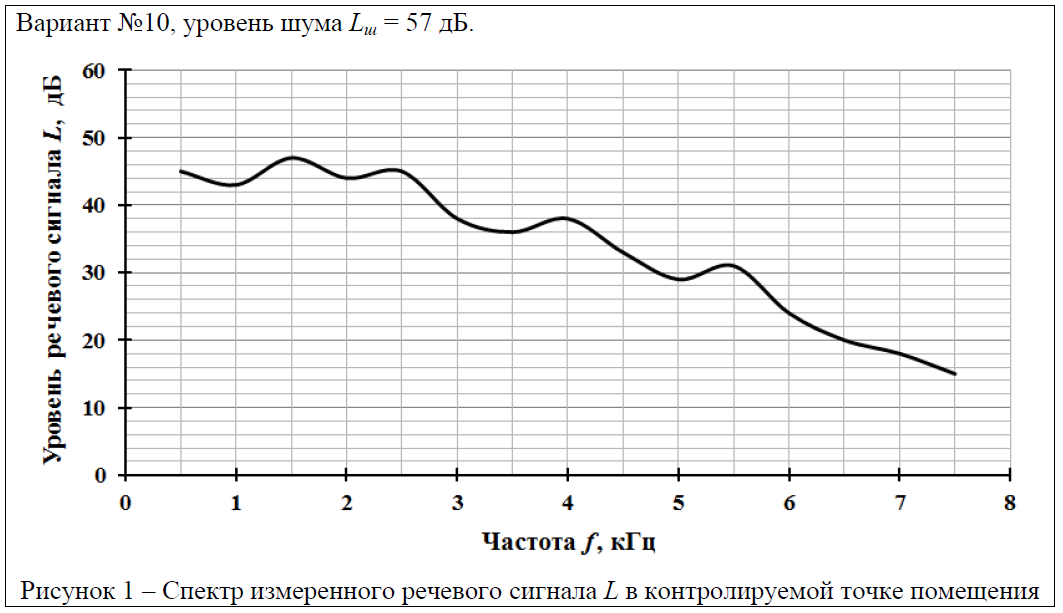 Вариант №10, уровень шума Lш = 57 дБ.
Уровень речевого сигнала L, дБ
60
50
40
30
20
10
0
0 1 2 3 4 5 6 7 8
Частота f, кГц
Рисунок 1 – Спектр измеренного речевого сигнала L в контролируемой точке помещения